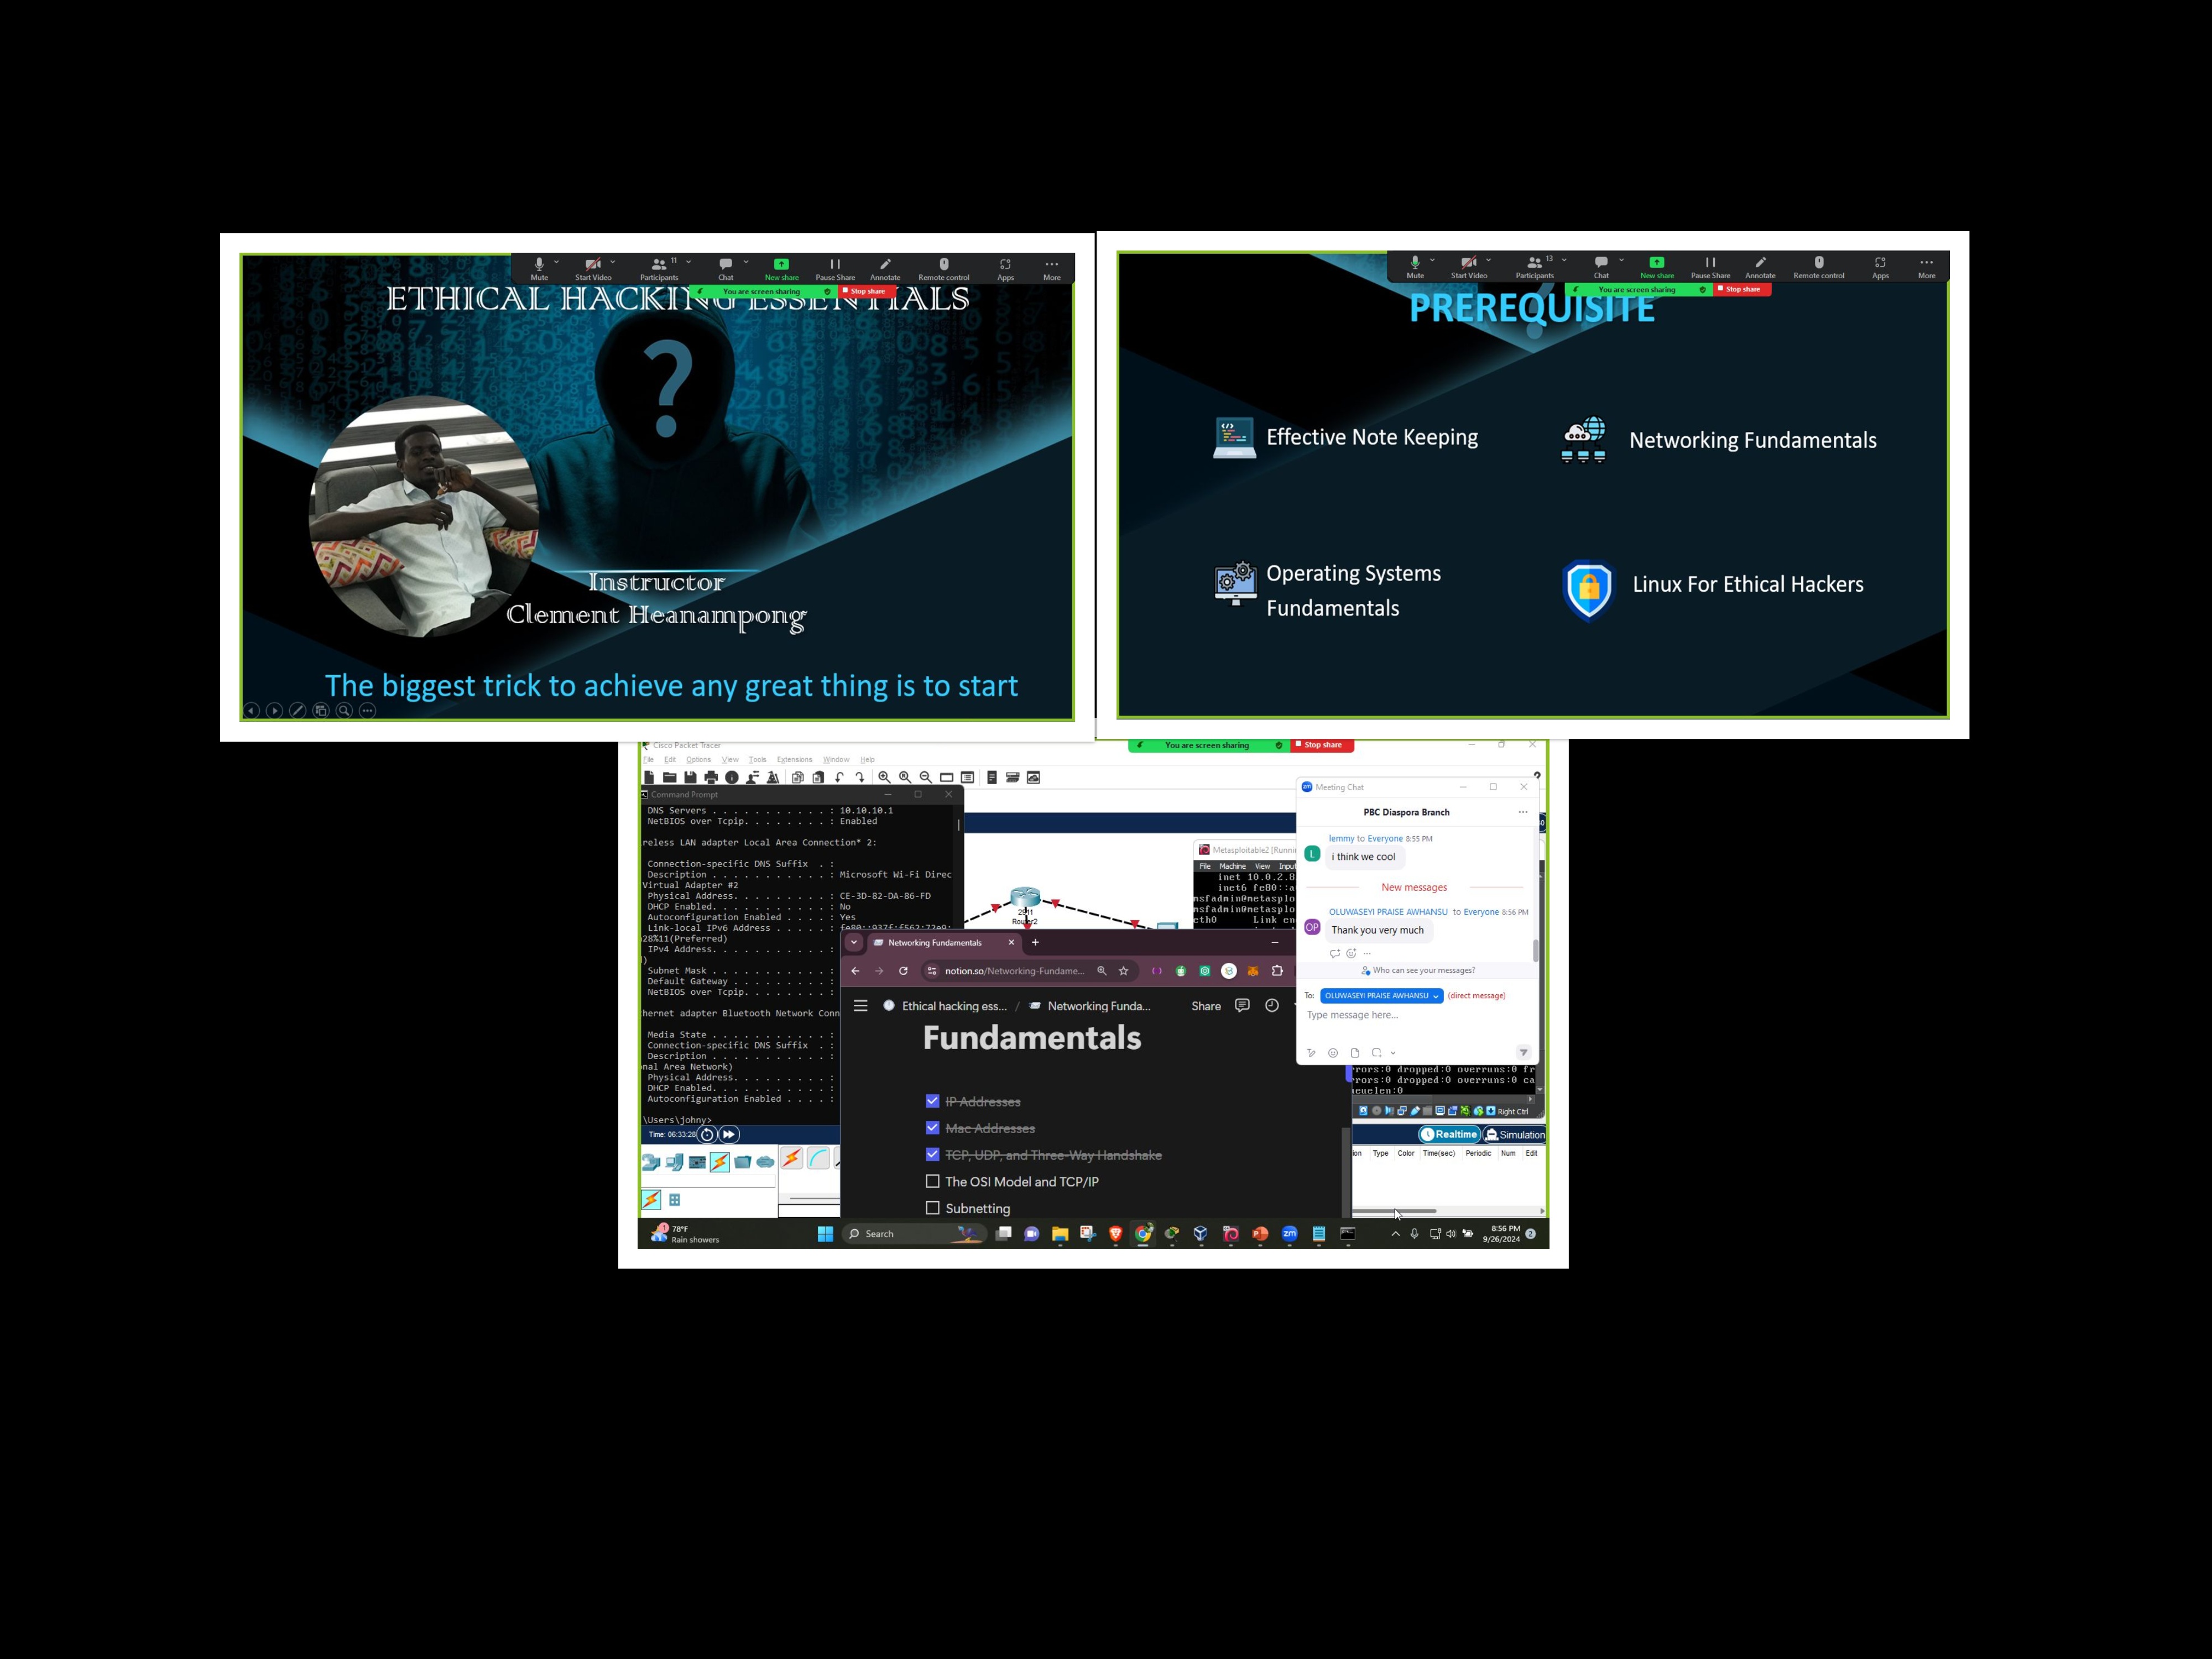 Mute
Start Video
Participants
11
Chat
New share
Pause Share
Annotate
Remote control
Apps
More
You are screen sharing
Stop share
ETHICAL HACKING ESSENTIALS
?
Instructor
Clement Heanampong
The biggest trick to achieve any great thing is to start
Mute
Start Video
Participants
13
Chat
New share
Pause Share
Annotate
Remote control
Apps
More
You are screen sharing
Stop share
PREREQUISITE
Effective Note Keeping
Networking Fundamentals
Operating Systems
Fundamentals
Linux For Ethical Hackers
Cisco Packet Tracer
You are screen sharing
Stop share
File Edit Options View Tools Extensions Window Help
Command Prompt
DNS Servers . . . . . . . . . . . : 10.10.10.1
NetBIOS over Tcpip. . . . . . . . : Enabled
reless LAN adapter Local Area Connection* 2:
Connection-specific DNS Suffix . :
Description . . . . . . . . . . . : Microsoft Wi-Fi Direc
Virtual Adapter #2
Physical Address. . . . . . . . . : CE-3D-82-DA-86-FD
DHCP Enabled. . . . . . . . . . . : No
Autoconfiguration Enabled . . . . : Yes
Link-local IPv6 Address . . . . . :
28%11(Preferred)
IPv4 Address. . . . . . . . . . . :
)
Subnet Mask . . . . . . . . . . . :
Default Gateway . . . . . . . . . :
NetBIOS over Tcpip. . . . . . . . :
hernet adapter Bluetooth Network Conn
Media State . . . . . . . . . . . :
Connection-specific DNS Suffix . :
Description . . . . . . . . . . . :
nal Area Network)
Physical Address. . . . . . . . . :
DHCP Enabled. . . . . . . . . . . :
Autoconfiguration Enabled . . . . :
\Users\johny>
Time: 06:33:28
2911
Router2
Metasploitable2 [Runni
File Machine View Input
inet 10.0.2.8
inet6 fe80::a
msfadmin@metasplo
msfadmin@metasplo
eth0 Link en
Networking Fundamentals
notion.so/Networking-Fundame...
Ethical hacking ess... / Networking Funda...
Share
Fundamentals
IP Addresses
Mac Addresses
TCP, UDP, and Three-Way Handshake
The OSI Model and TCP/IP
Subnetting
Meeting Chat
PBC Diaspora Branch
lemmy to Everyone 8:55 PM
L
i think we cool
New messages
OLUWASEYI PRAISE AWHANSU to Everyone 8:56 PM
OP
Thank you very much
Who can see your messages?
To: OLUWASEYI PRAISE AWHANSU (direct message)
Type message here...
rrors:0 dropped:0 overruns:0 fr
rrors:0 dropped:0 overruns:0 ca
ueuelen:0
Right Ctrl
Realtime
Simulation
ion Type Color Time(sec) Periodic Num Edit
1
78°F
Rain showers
Search
zm
8:56 PM
9/26/2024
2